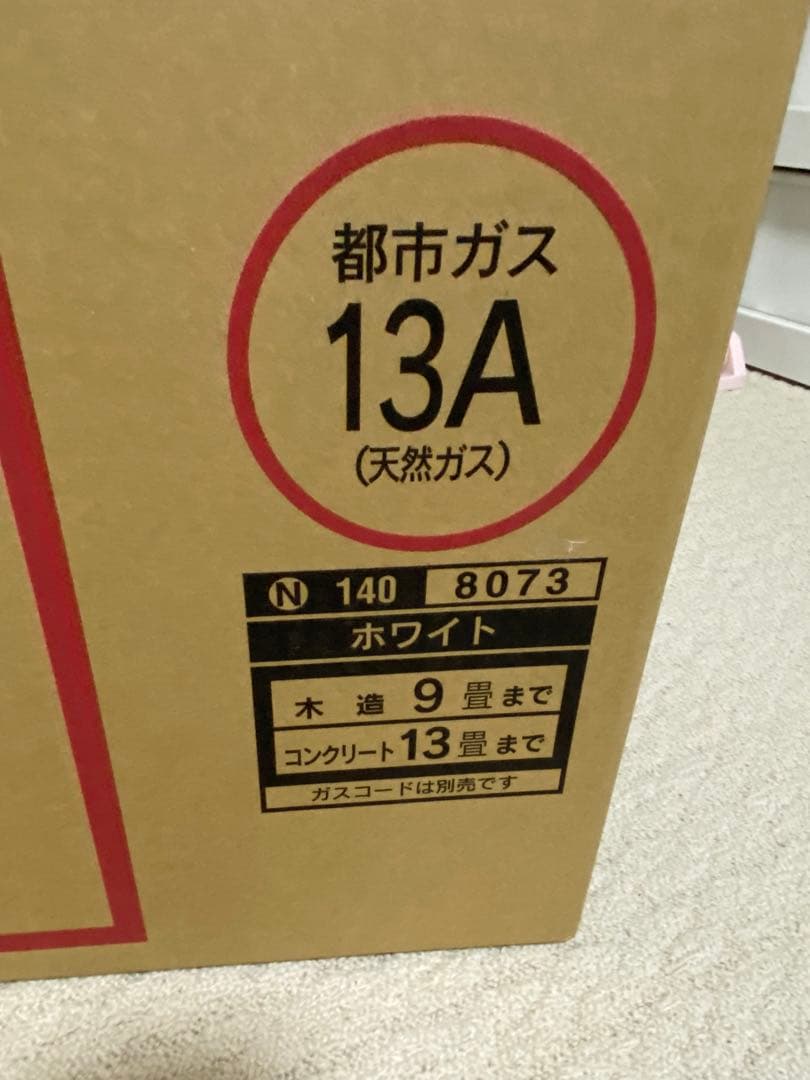 都市ガス
13A
(天然ガス)
Ⓝ 140 8073
ホワイト
木造 9畳まで
コンクリート 13畳まで
ガスコードは別売です